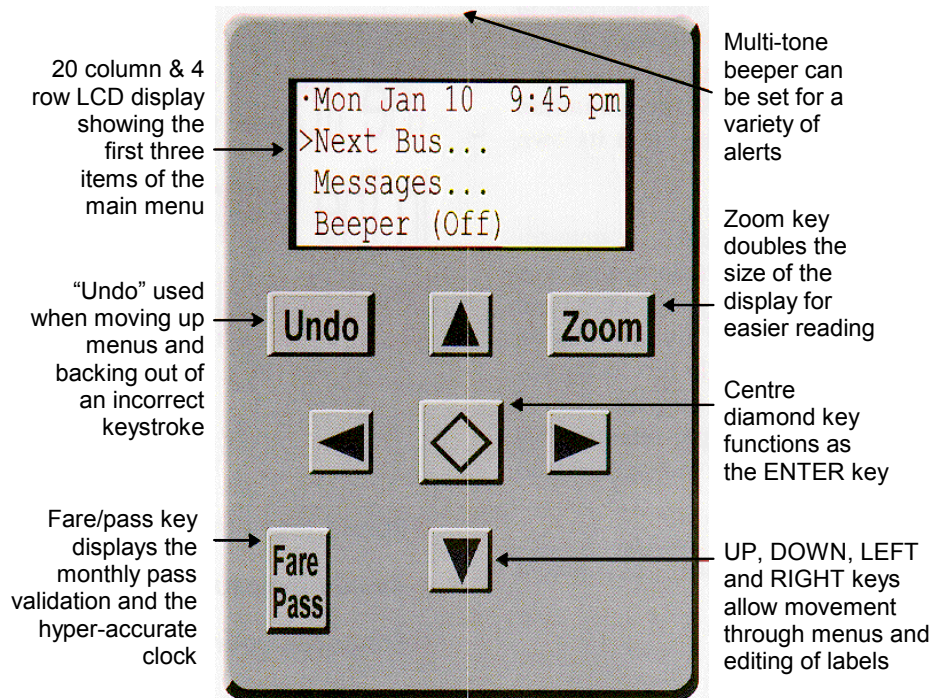 20 column & 4
row LCD display
showing the
first three
items of the
main menu
“Undo” used
when moving up
menus and
backing out of
an incorrect
keystroke
Fare/pass key
displays the
monthly pass
validation and the
hyper-accurate
clock
·Mon Jan 10 9:45 pm
>Next Bus...
Messages...
Beeper (Off)
Undo
Zoom
Fare
Pass
Multi-tone
beeper can
be set for a
variety of
alerts
Zoom key
doubles the
size of the
display for
easier reading
Centre
diamond key
functions as
the ENTER key
UP, DOWN, LEFT
and RIGHT keys
allow movement
through menus and
editing of labels